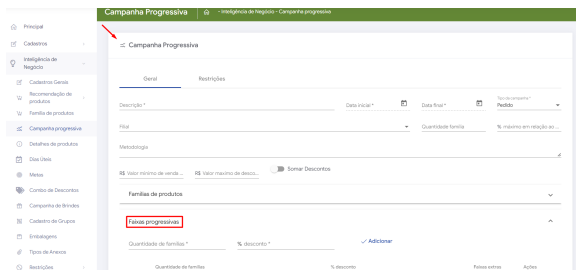 Campanha Progressiva - Inteligência de Negócio - Campanha progressiva
Principal
Cadastros
Inteligência de Negócio
Cadastros Gerais
Recomendação de produtos
Família de produtos
Campanha progressiva
Detalhes de produtos
Dias Úteis
Metas
Combo de Descontos
Campanha de Brindes
Cadastro de Grupos
Embalagens
Tipos de Anexos
Restrições
Campanha Progressiva
Geral Restrições
Descrição * Data inicial * Data final * Tipo de campanha * Pedido
Filial Quantidade família % máximo em relação ao ...
Metodologia
R$ Valor mínimo de venda ... R$ Valor maximo de desco... Somar Descontos
Famílias de produtos
Faixas progressivas
Quantidade de famílias * % desconto * Adicionar
Quantidade de famílias % desconto Faixas extras Ações